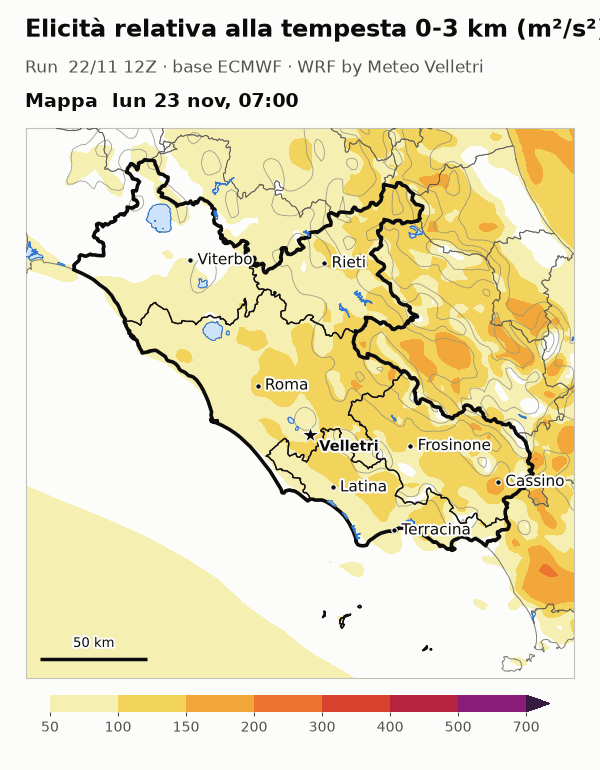 Elicità relativa alla tempesta 0-3 km (m²/s²)
Run 22/11 12Z · base ECMWF · WRF by Meteo Velletri
Mappa lun 23 nov, 07:00
Viterbo
Rieti
Roma
Velletri
Frosinone
Cassino
Latina
Terracina
50 km
50 100 150 200 300 400 500 700